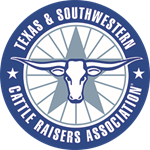 TEXAS & SOUTHWESTERN
CATTLE RAISERS ASSOCIATION